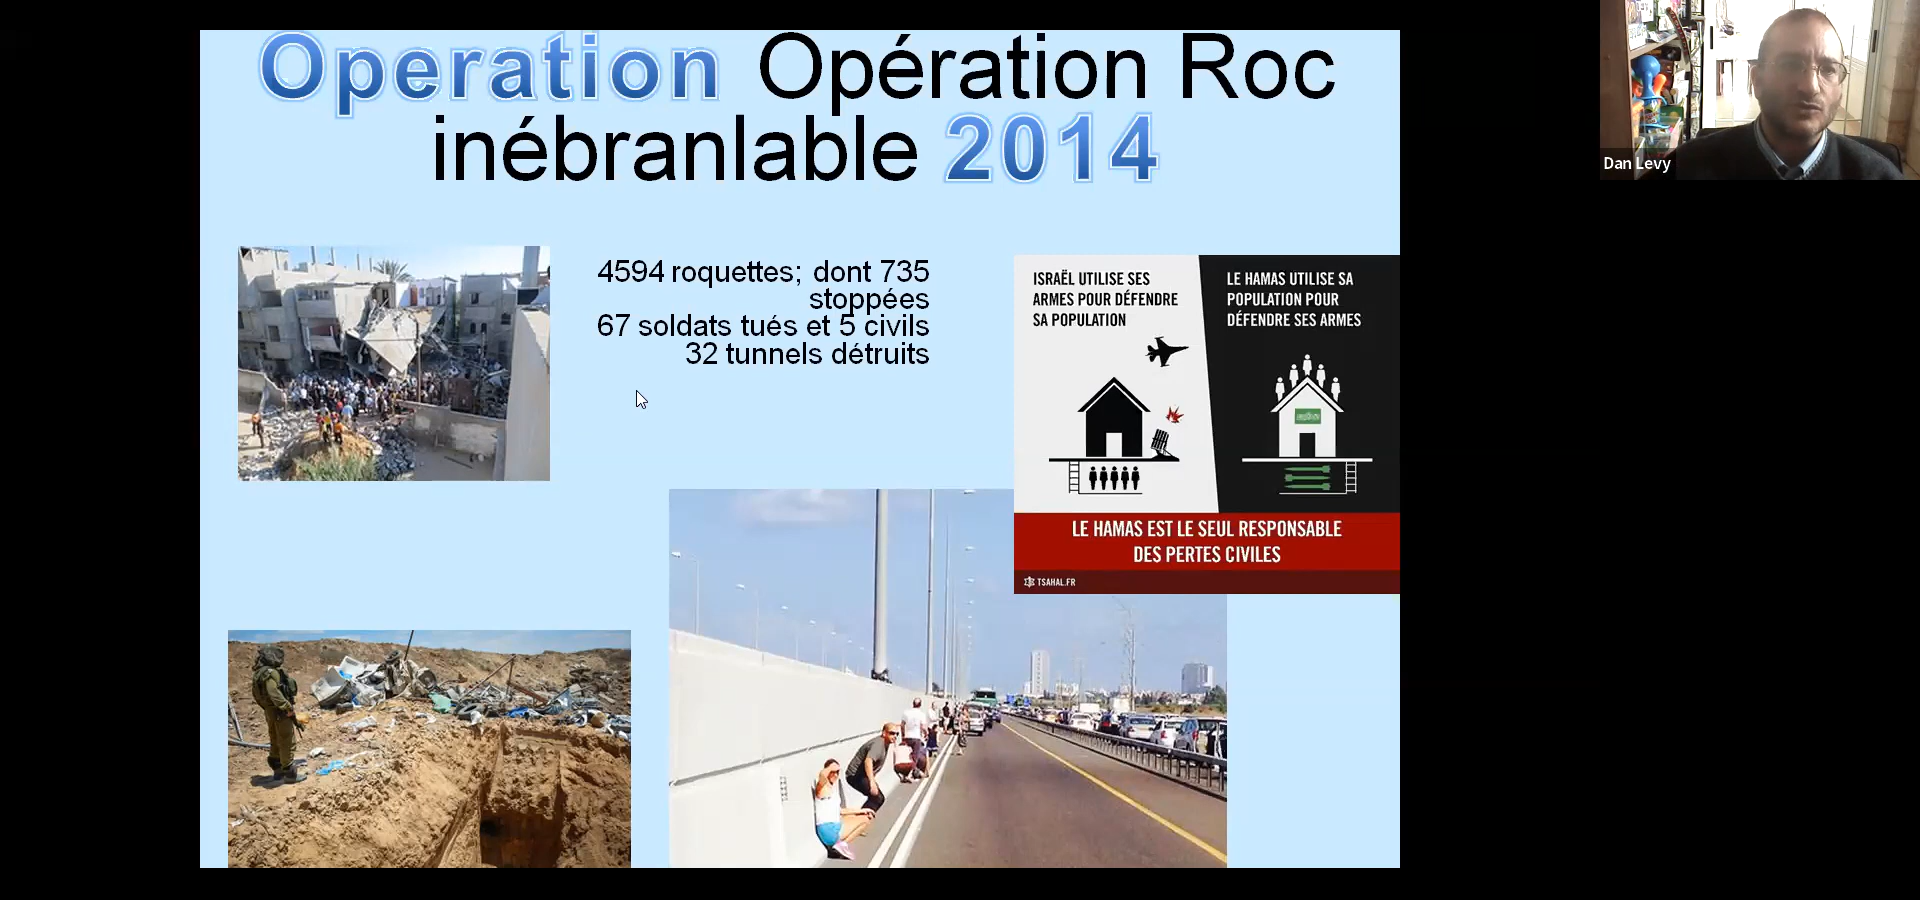 Operation Opération Roc
inébranlable 2014
4594 roquettes; dont 735
stoppées
67 soldats tués et 5 civils
32 tunnels détruits
ISRAËL UTILISE SES
ARMES POUR DÉFENDRE
SA POPULATION
LE HAMAS UTILISE SA
POPULATION POUR
DÉFENDRE SES ARMES
LE HAMAS EST LE SEUL RESPONSABLE
DES PERTES CIVILES
TSAHAL.FR
Dan Levy